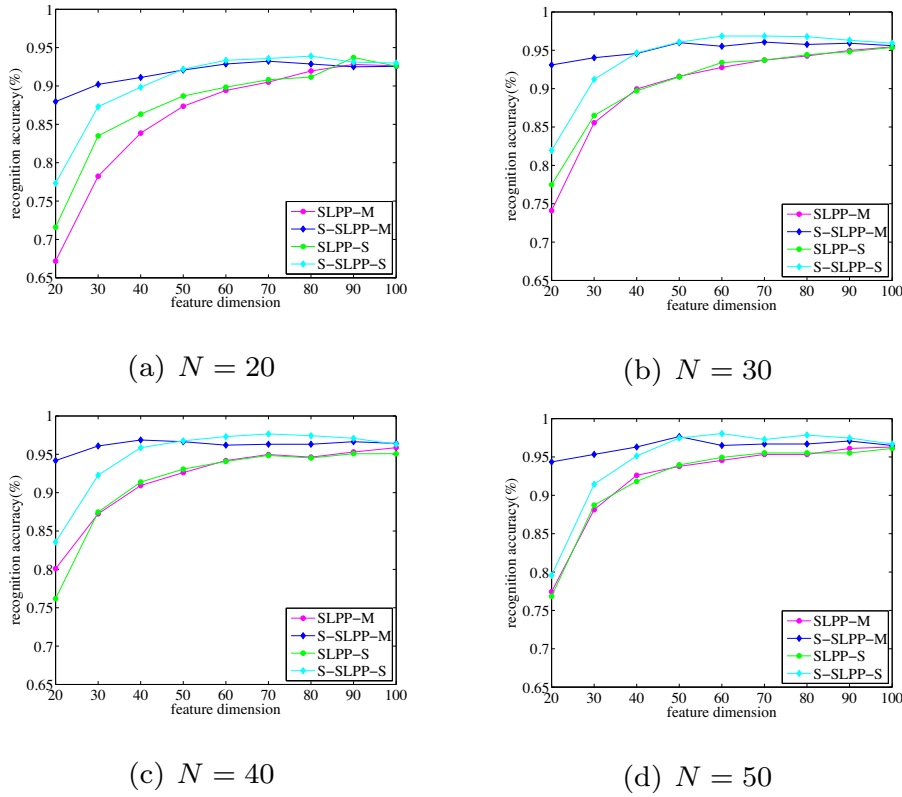 1
0.95
0.9
0.85
0.8
0.75
0.7
0.65
recognition accuracy(%)
20 30 40 50 60 70 80 90 100
feature dimension
SLPP−M
S−SLPP−M
SLPP−S
S−SLPP−S
(a) N = 20
1
0.95
0.9
0.85
0.8
0.75
0.7
0.65
recognition accuracy(%)
20 30 40 50 60 70 80 90 100
feature dimension
SLPP−M
S−SLPP−M
SLPP−S
S−SLPP−S
(b) N = 30
1
0.95
0.9
0.85
0.8
0.75
0.7
0.65
recognition accuracy(%)
20 30 40 50 60 70 80 90 100
feature dimension
SLPP−M
S−SLPP−M
SLPP−S
S−SLPP−S
(c) N = 40
1
0.95
0.9
0.85
0.8
0.75
0.7
0.65
recognition accuracy(%)
20 30 40 50 60 70 80 90 100
feature dimension
SLPP−M
S−SLPP−M
SLPP−S
S−SLPP−S
(d) N = 50